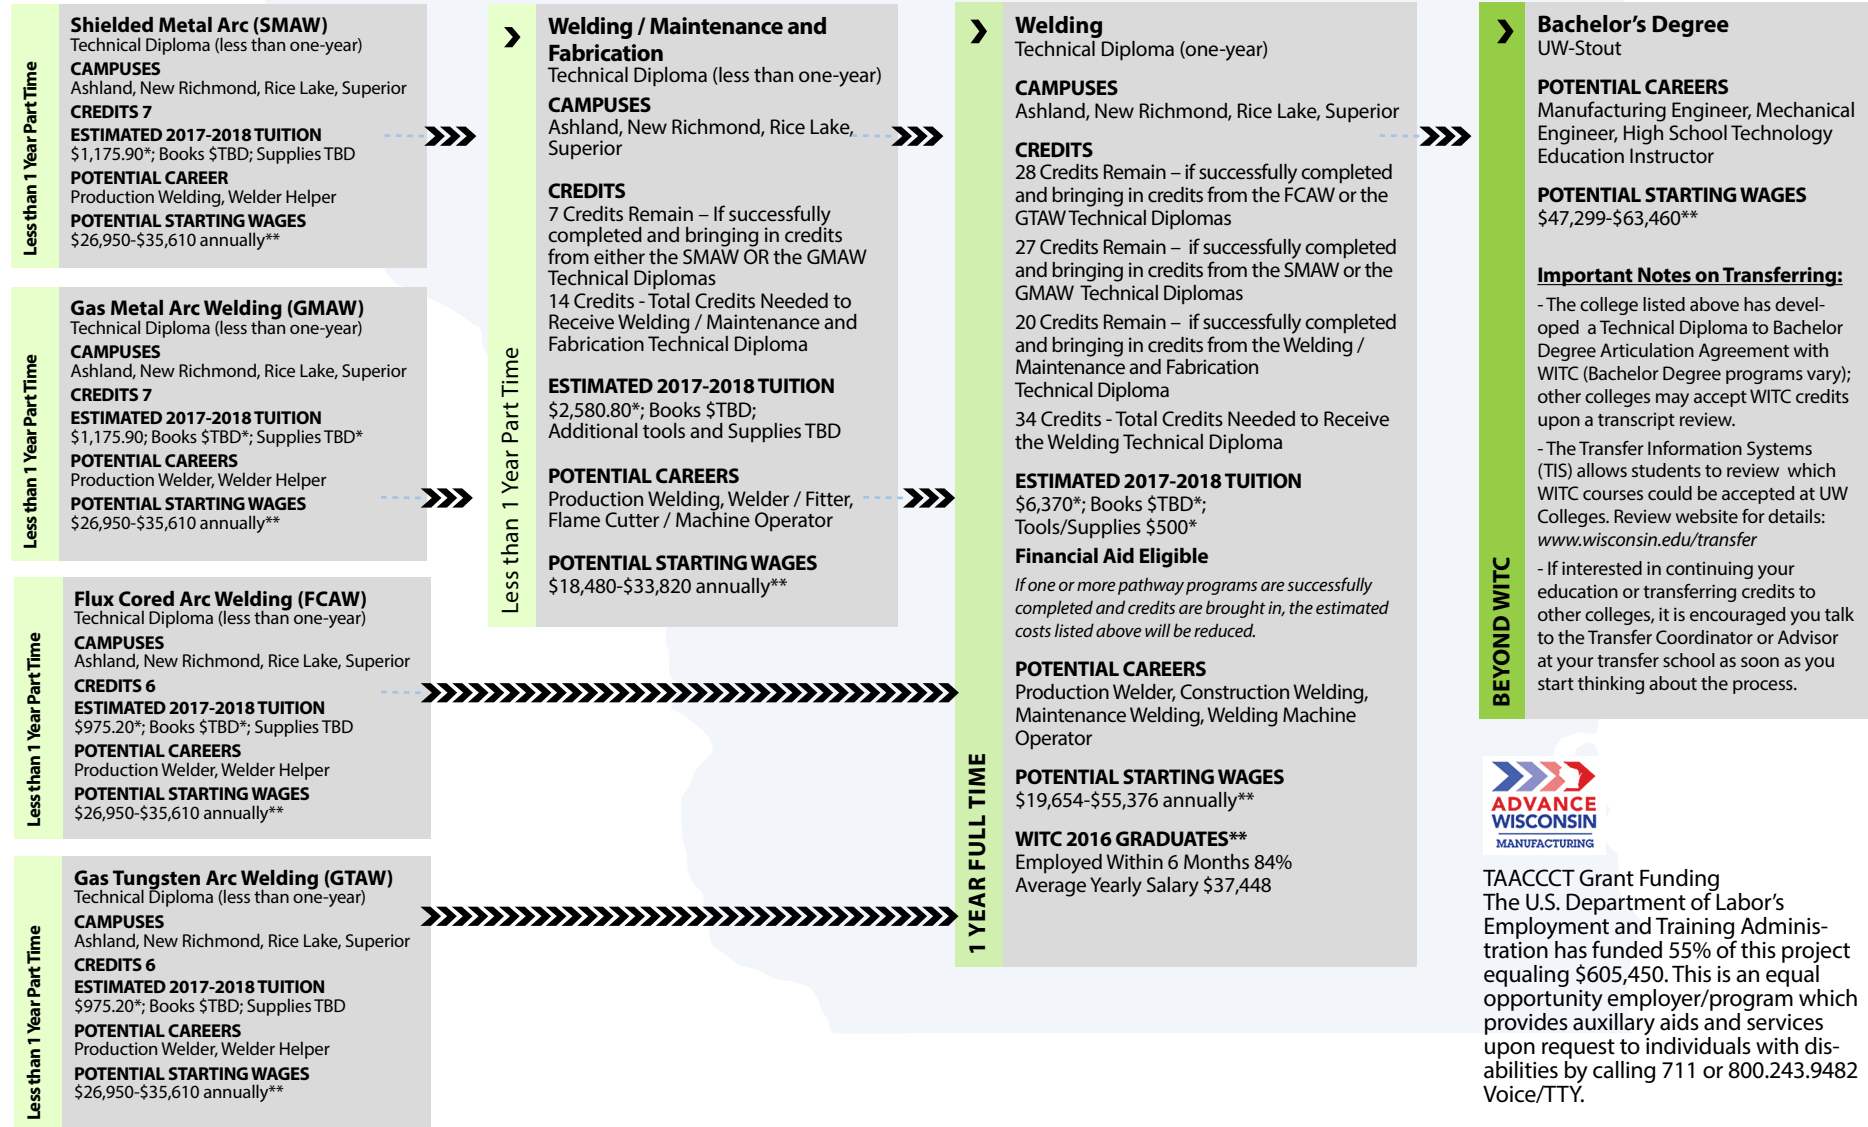 Less than 1 Year Part Time
Shielded Metal Arc (SMAW)
Technical Diploma (less than one-year)
CAMPUSES
Ashland, New Richmond, Rice Lake, Superior
CREDITS 7
ESTIMATED 2017-2018 TUITION
$1,175.90*; Books $TBD; Supplies TBD
POTENTIAL CAREER
Production Welding, Welder Helper
POTENTIAL STARTING WAGES
$26,950-$35,610 annually**
Less than 1 Year Part Time
Gas Metal Arc Welding (GMAW)
Technical Diploma (less than one-year)
CAMPUSES
Ashland, New Richmond, Rice Lake, Superior
CREDITS 7
ESTIMATED 2017-2018 TUITION
$1,175.90; Books $TBD*; Supplies TBD*
POTENTIAL CAREERS
Production Welder, Welder Helper
POTENTIAL STARTING WAGES
$26,950-$35,610 annually**
Less than 1 Year Part Time
Flux Cored Arc Welding (FCAW)
Technical Diploma (less than one-year)
CAMPUSES
Ashland, New Richmond, Rice Lake, Superior
CREDITS 6
ESTIMATED 2017-2018 TUITION
$975.20*; Books $TBD*; Supplies TBD
POTENTIAL CAREERS
Production Welder, Welder Helper
POTENTIAL STARTING WAGES
$26,950-$35,610 annually**
Less than 1 Year Part Time
Gas Tungsten Arc Welding (GTAW)
Technical Diploma (less than one-year)
CAMPUSES
Ashland, New Richmond, Rice Lake, Superior
CREDITS 6
ESTIMATED 2017-2018 TUITION
$975.20*; Books $TBD; Supplies TBD
POTENTIAL CAREERS
Production Welder, Welder Helper
POTENTIAL STARTING WAGES
$26,950-$35,610 annually**
Less than 1 Year Part Time
Welding / Maintenance and
Fabrication
Technical Diploma (less than one-year)
CAMPUSES
Ashland, New Richmond, Rice Lake,
Superior
CREDITS
7 Credits Remain – If successfully
completed and bringing in credits
from either the SMAW OR the GMAW
Technical Diplomas
14 Credits - Total Credits Needed to
Receive Welding / Maintenance and
Fabrication Technical Diploma
ESTIMATED 2017-2018 TUITION
$2,580.80*; Books $TBD;
Additional tools and Supplies TBD
POTENTIAL CAREERS
Production Welding, Welder / Fitter,
Flame Cutter / Machine Operator
POTENTIAL STARTING WAGES
$18,480-$33,820 annually**
1 YEAR FULL TIME
Welding
Technical Diploma (one-year)
CAMPUSES
Ashland, New Richmond, Rice Lake, Superior
CREDITS
28 Credits Remain – if successfully completed
and bringing in credits from the FCAW or the
GTAW Technical Diplomas
27 Credits Remain – if successfully completed
and bringing in credits from the SMAW or the
GMAW Technical Diplomas
20 Credits Remain – if successfully completed
and bringing in credits from the Welding /
Maintenance and Fabrication
Technical Diploma
34 Credits - Total Credits Needed to Receive
the Welding Technical Diploma
ESTIMATED 2017-2018 TUITION
$6,370*; Books $TBD*;
Tools/Supplies $500*
Financial Aid Eligible
If one or more pathway programs are successfully
completed and credits are brought in, the estimated
costs listed above will be reduced.
POTENTIAL CAREERS
Production Welder, Construction Welding,
Maintenance Welding, Welding Machine
Operator
POTENTIAL STARTING WAGES
$19,654-$55,376 annually**
WITC 2016 GRADUATES**
Employed Within 6 Months 84%
Average Yearly Salary $37,448
BEYOND WITC
Bachelor's Degree
UW-Stout
POTENTIAL CAREERS
Manufacturing Engineer, Mechanical
Engineer, High School Technology
Education Instructor
POTENTIAL STARTING WAGES
$47,299-$63,460**
Important Notes on Transferring:
- The college listed above has devel-
oped a Technical Diploma to Bachelor
Degree Articulation Agreement with
WITC (Bachelor Degree programs vary);
other colleges may accept WITC credits
upon a transcript review.
- The Transfer Information Systems
(TIS) allows students to review which
WITC courses could be accepted at UW
Colleges. Review website for details:
www.wisconsin.edu/transfer
- If interested in continuing your
education or transferring credits to
other colleges, it is encouraged you talk
to the Transfer Coordinator or Advisor
at your transfer school as soon as you
start thinking about the process.
ADVANCE
WISCONSIN
MANUFACTURING
TAACCCT Grant Funding
The U.S. Department of Labor's
Employment and Training Adminis-
tration has funded 55% of this project
equaling $605,450. This is an equal
opportunity employer/program which
provides auxillary aids and services
upon request to individuals with dis-
abilities by calling 711 or 800.243.9482
Voice/TTY.